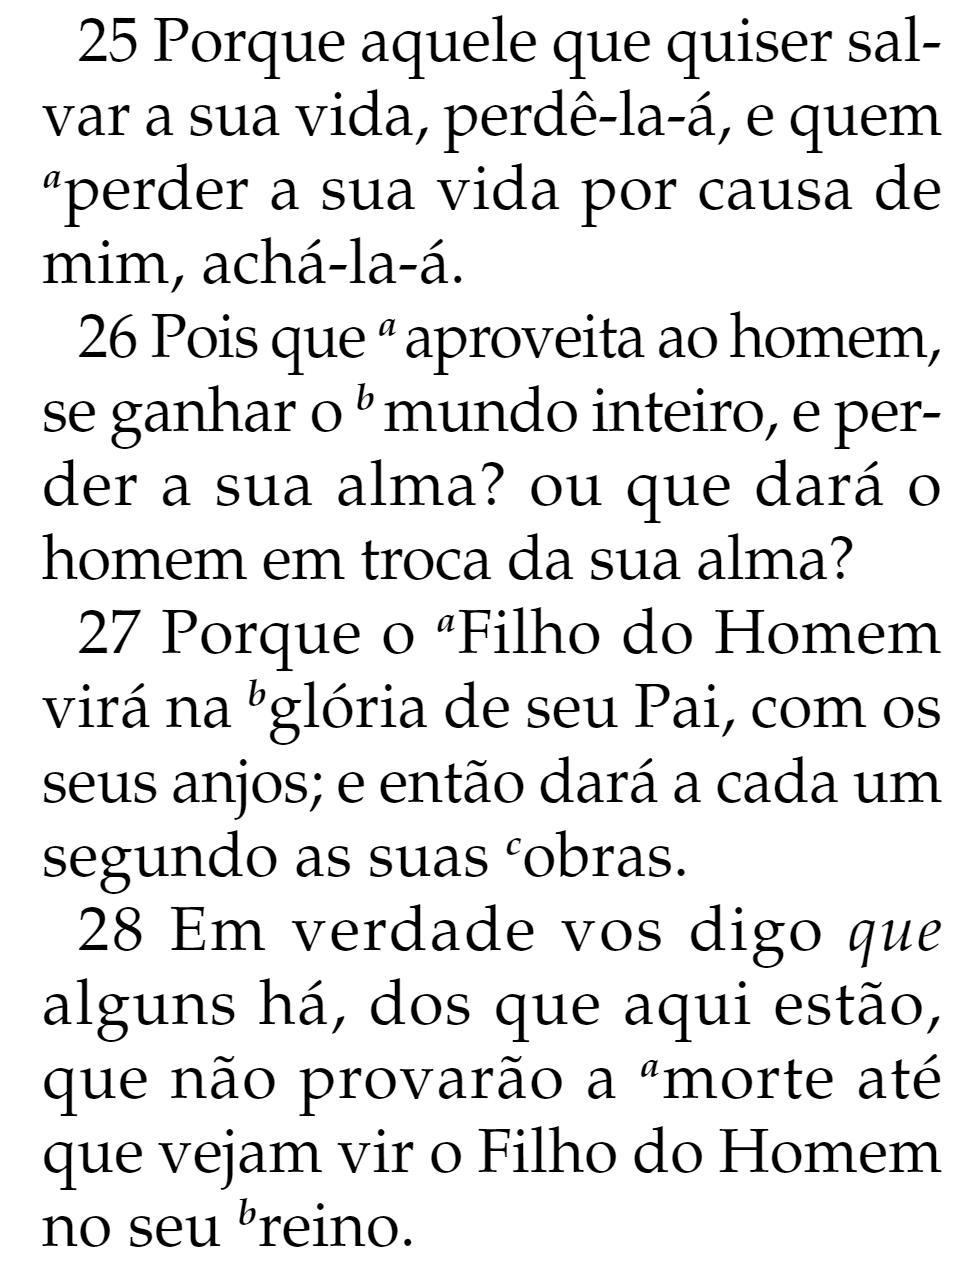 25 Porque aquele que quiser sal-
var a sua vida, perdê-la-á, e quem
ᵃperder a sua vida por causa de
mim, achá-la-á.
26 Pois que ᵃ aproveita ao homem,
se ganhar o ᵇ mundo inteiro, e per-
der a sua alma? ou que dará o
homem em troca da sua alma?
27 Porque o ᵃFilho do Homem
virá na ᵇglória de seu Pai, com os
seus anjos; e então dará a cada um
segundo as suas ᶜobras.
28 Em verdade vos digo que
alguns há, dos que aqui estão,
que não provarão a ᵃmorte até
que vejam vir o Filho do Homem
no seu ᵇreino.